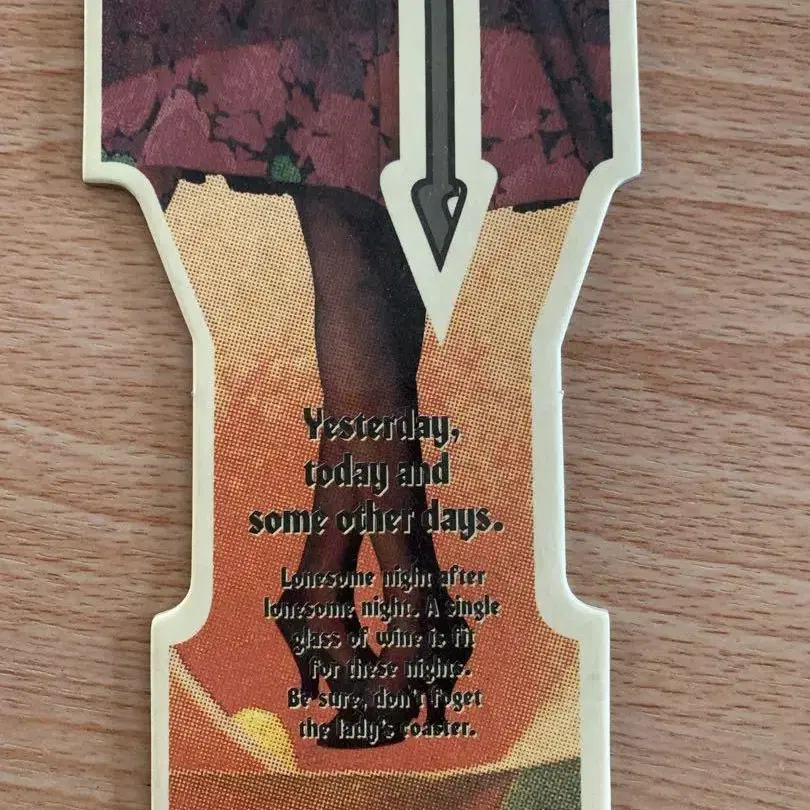 Yesterday,
today and
some other days.
Lonesome night after
lonesome night. A single
glass of wine is fit
for these nights.
Be sure, don't foget
the lady's coaster.